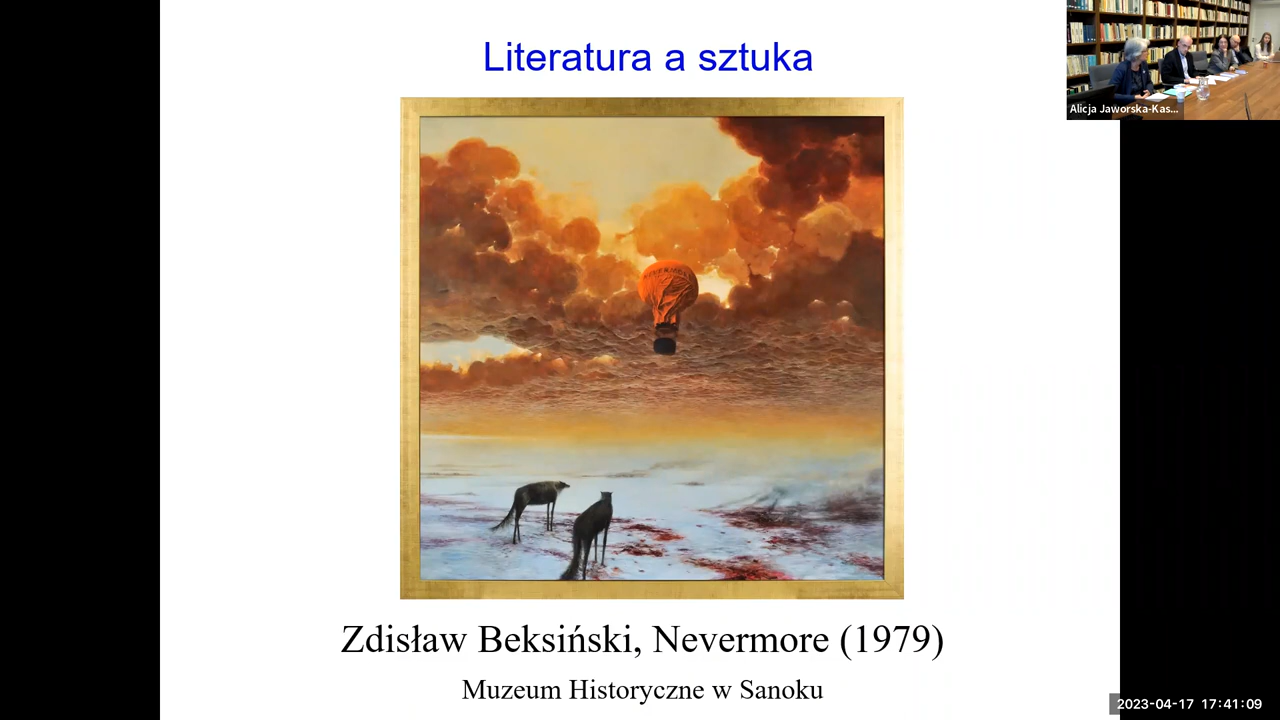 Literatura a sztuka
Alicja Jaworska-Kas...
Zdisław Beksiński, Nevermore (1979)
Muzeum Historyczne w Sanoku
2023-04-17 17:41:09